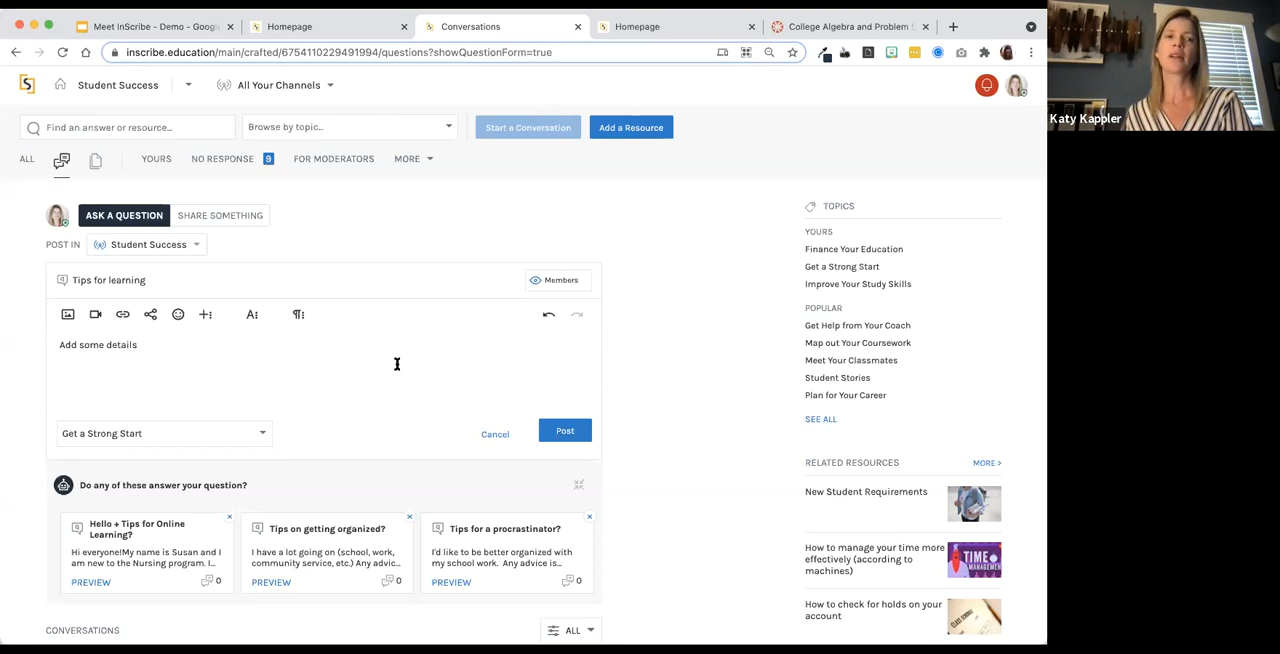 Meet InScribe - Demo - Googl
Homepage
Conversations
Homepage
College Algebra and Problem S
inscribe.education/main/crafted/6754110229491994/questions?showQuestionForm=true
Katy Kappler
Student Success
All Your Channels
Find an answer or resource...
Browse by topic...
Start a Conversation
Add a Resource
ALL
YOURS
NO RESPONSE 9
FOR MODERATORS
MORE
ASK A QUESTION
SHARE SOMETHING
POST IN
Student Success
Tips for learning
Members
Add some details
Get a Strong Start
Cancel
Post
Do any of these answer your question?
Hello + Tips for Online
Learning?
Hi everyone!My name is Susan and I
am new to the Nursing program. I...
PREVIEW
0
Tips on getting organized?
I have a lot going on (school, work,
community service, etc.) Any advic...
PREVIEW
0
Tips for a procrastinator?
I'd like to be better organized with
my school work. Any advice is...
PREVIEW
0
CONVERSATIONS
ALL
TOPICS
YOURS
Finance Your Education
Get a Strong Start
Improve Your Study Skills
POPULAR
Get Help from Your Coach
Map out Your Coursework
Meet Your Classmates
Student Stories
Plan for Your Career
SEE ALL
RELATED RESOURCES
MORE >
New Student Requirements
How to manage your time more
effectively (according to
machines)
TIME
MANAGEMEN
How to check for holds on your
account